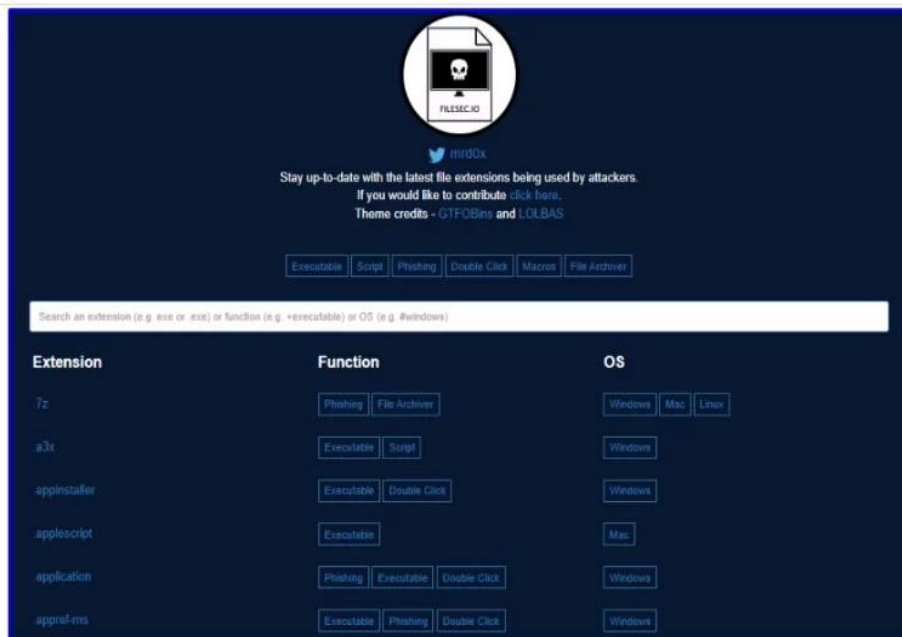 FILESEC.IO
mrd0x
Stay up-to-date with the latest file extensions being used by attackers.
If you would like to contribute click here.
Theme credits - GTFOBins and LOLBAS
Executable Script Phishing Double Click Macros File Archiver
Search an extension (e.g. exe or .exe) or function (e.g. +executable) or OS (e.g. #windows)
Extension Function OS
.7z Phishing File Archiver Windows Mac Linux
.a3x Executable Script Windows
.appinstaller Executable Double Click Windows
.applescript Executable Mac
.application Phishing Executable Double Click Windows
.appref-ms Executable Phishing Double Click Windows